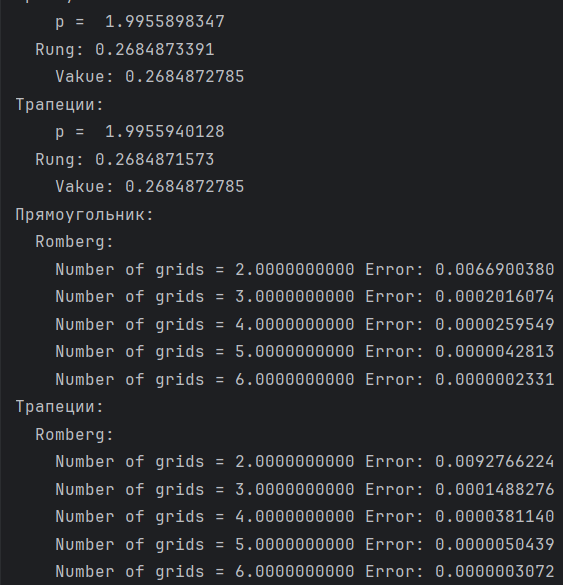 p =  1.9955898347
Rung: 0.2684873391
Vakue: 0.2684872785
Трапеции:
p =  1.9955940128
Rung: 0.2684871573
Vakue: 0.2684872785
Прямоугольник:
Romberg:
Number of grids = 2.0000000000 Error: 0.0066900380
Number of grids = 3.0000000000 Error: 0.0002016074
Number of grids = 4.0000000000 Error: 0.0000259549
Number of grids = 5.0000000000 Error: 0.0000042813
Number of grids = 6.0000000000 Error: 0.0000002331
Трапеции:
Romberg:
Number of grids = 2.0000000000 Error: 0.0092766224
Number of grids = 3.0000000000 Error: 0.0001488276
Number of grids = 4.0000000000 Error: 0.0000381140
Number of grids = 5.0000000000 Error: 0.0000050439
Number of grids = 6.0000000000 Error: 0.0000003072